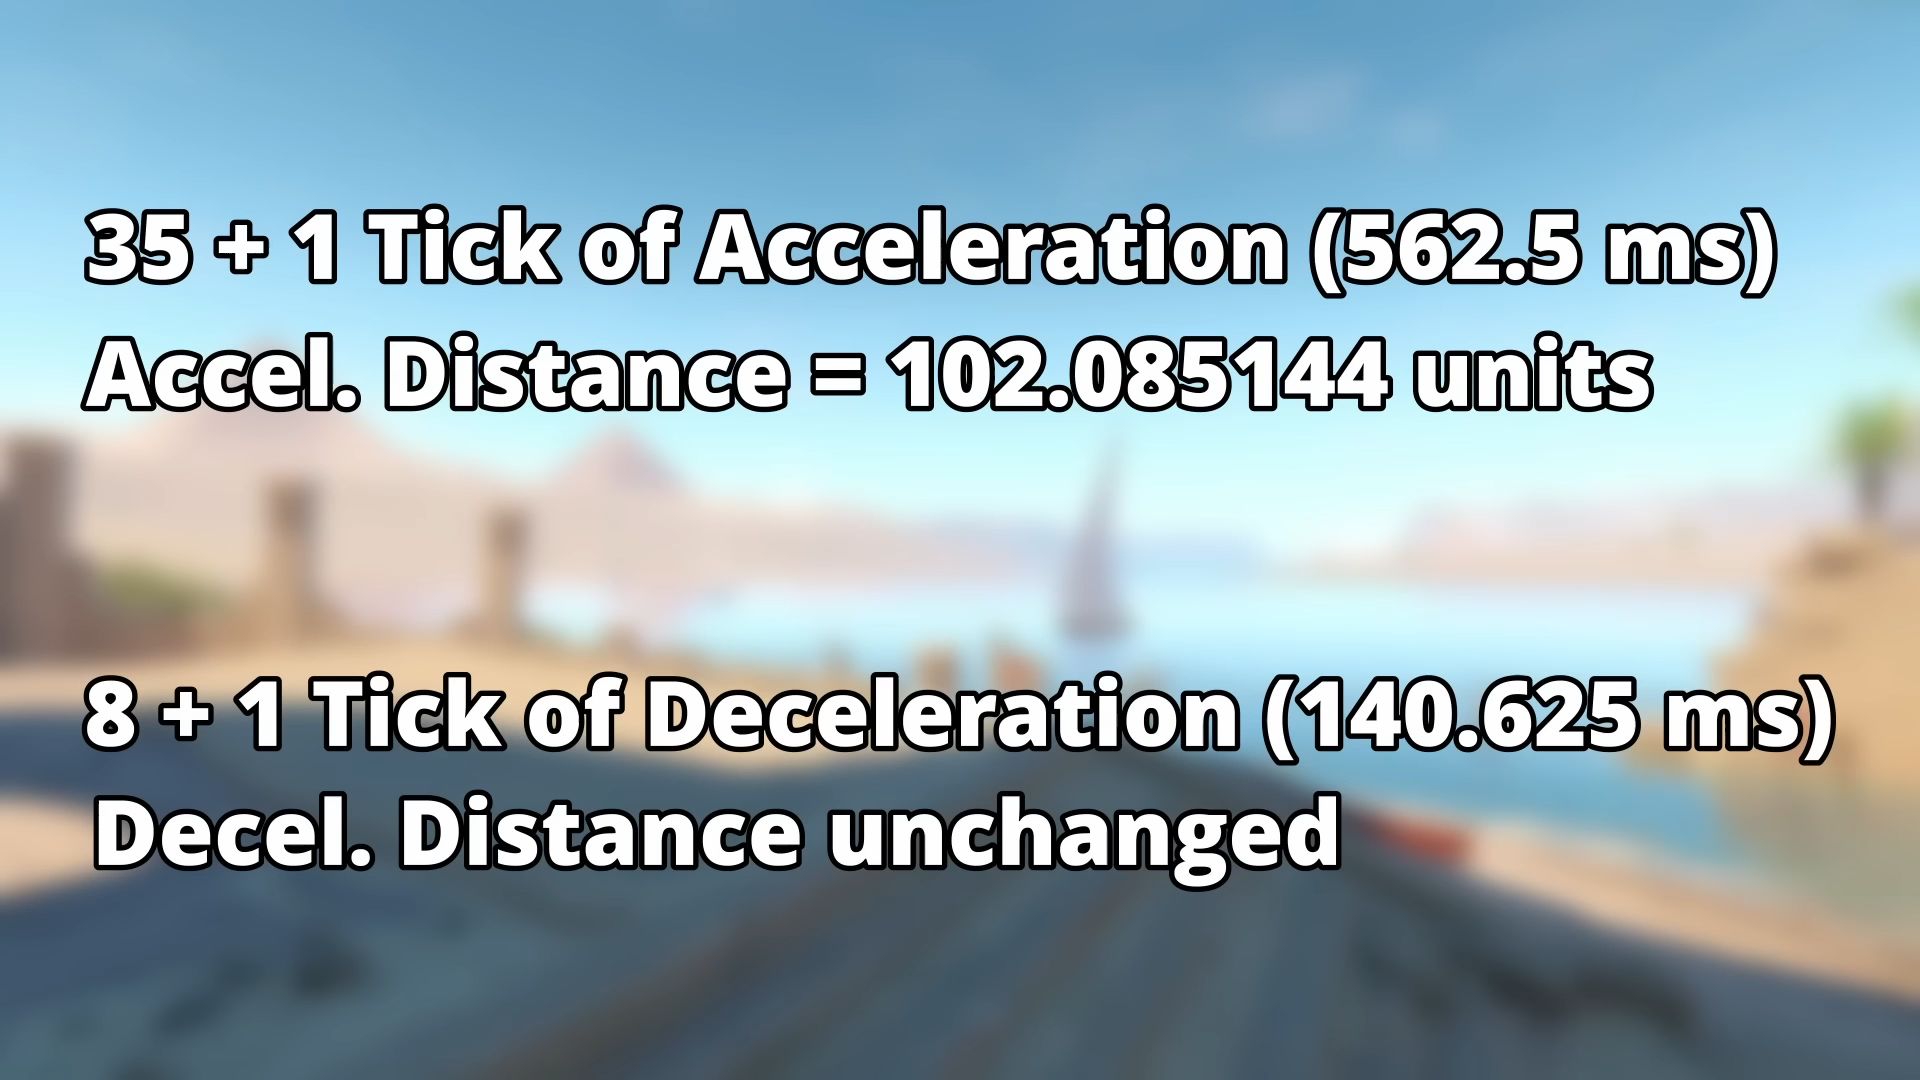 35 + 1 Tick of Acceleration (562.5 ms)
Accel. Distance = 102.085144 units
8 + 1 Tick of Deceleration (140.625 ms)
Decel. Distance unchanged